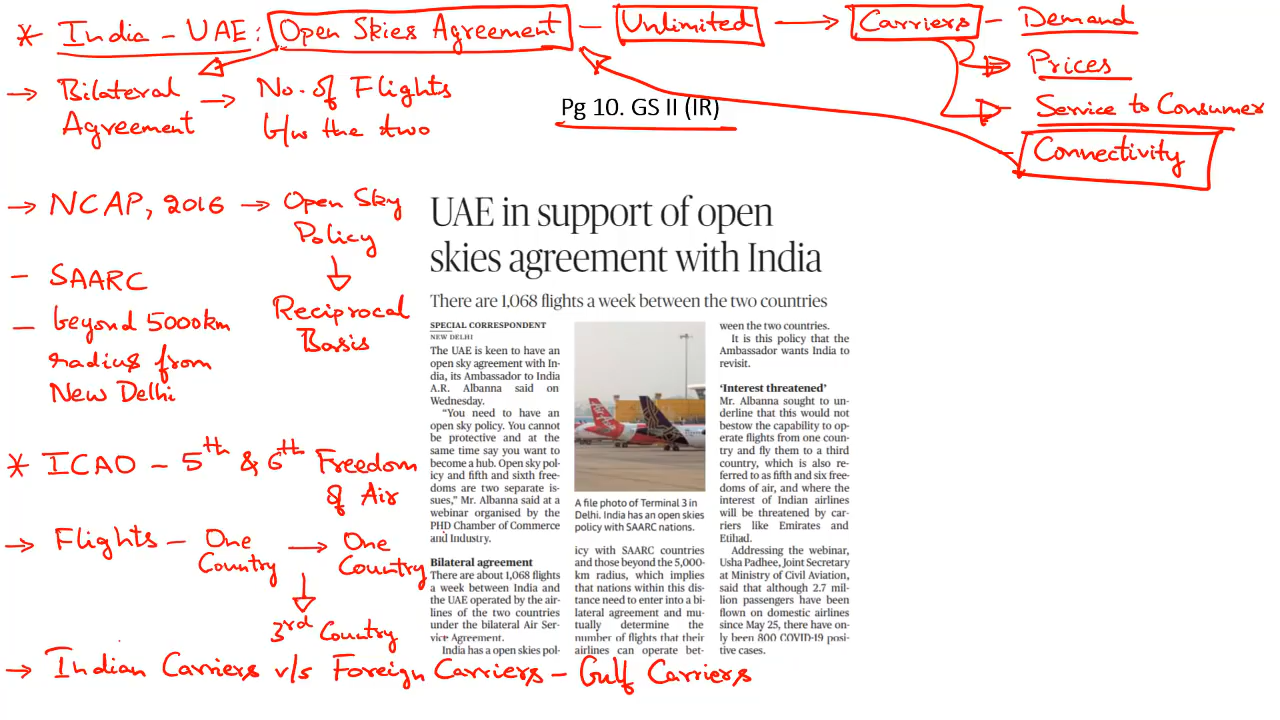 * India - UAE : Open Skies Agreement - Unlimited → Carriers - Demand
Prices
- Service to Consumer
- Connectivity
→ Bilateral Agreement → No. of Flights b/w the two
Pg 10. GS II (IR)
→ NCAP, 2016 → Open Sky Policy
↓
Reciprocal Basis
- SAARC
- beyond 5000km
radius from
New Delhi
* ICAO - 5th & 6th Freedom
of Air
→ Flights - One Country → One Country
↓
3rd Country
→ Indian Carriers v/s Foreign Carriers - Gulf Carriers
UAE in support of open
skies agreement with India
There are 1,068 flights a week between the two countries
SPECIAL CORRESPONDENT
NEW DELHI
The UAE is keen to have an
open sky agreement with In-
dia, its Ambassador to India
A.R. Albanna said on
Wednesday.
"You need to have an
open sky policy. You cannot
be protective and at the
same time say you want to
become a hub. Open sky pol-
icy and fifth and sixth free-
doms are two separate is-
sues," Mr. Albanna said at a
webinar organised by the
PHD Chamber of Commerce
and Industry.
Bilateral agreement
There are about 1,068 flights
a week between India and
the UAE operated by the air-
lines of the two countries
under the bilateral Air Ser-
vice Agreement.
India has a open skies pol-
A file photo of Terminal 3 in
Delhi. India has an open skies
policy with SAARC nations.
icy with SAARC countries
and those beyond the 5,000-
km radius, which implies
that nations within this dis-
tance need to enter into a bi-
lateral agreement and mu-
tually determine the
number of flights that their
airlines can operate bet-
ween the two countries.
It is this policy that the
Ambassador wants India to
revisit.
'Interest threatened'
Mr. Albanna sought to un-
derline that this would not
bestow the capability to op-
erate flights from one coun-
try and fly them to a third
country, which is also re-
ferred to as fifth and six free-
doms of air, and where the
interest of Indian airlines
will be threatened by car-
riers like Emirates and
Etihad.
Addressing the webinar,
Usha Padhee, Joint Secretary
at Ministry of Civil Aviation,
said that although 2.7 mil-
lion passengers have been
flown on domestic airlines
since May 25, there have on-
ly been 800 COVID-19 posi-
tive cases.